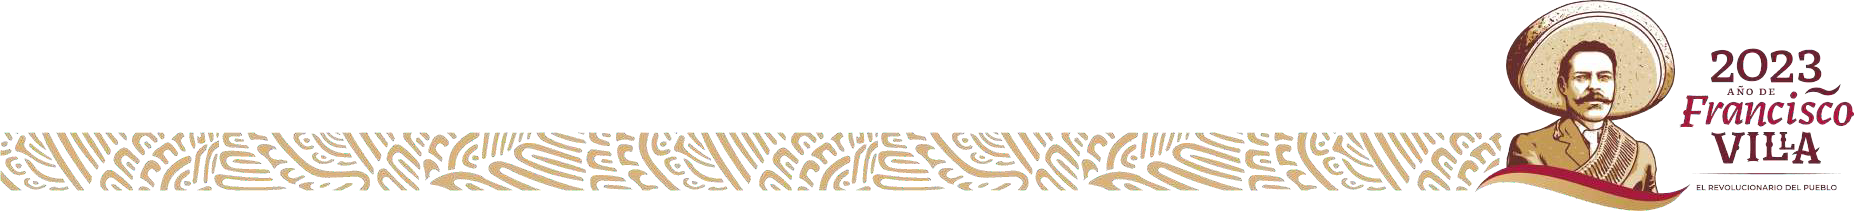 2023
AÑO DE
Francisco
VILLA
EL REVOLUCIONARIO DEL PUEBLO